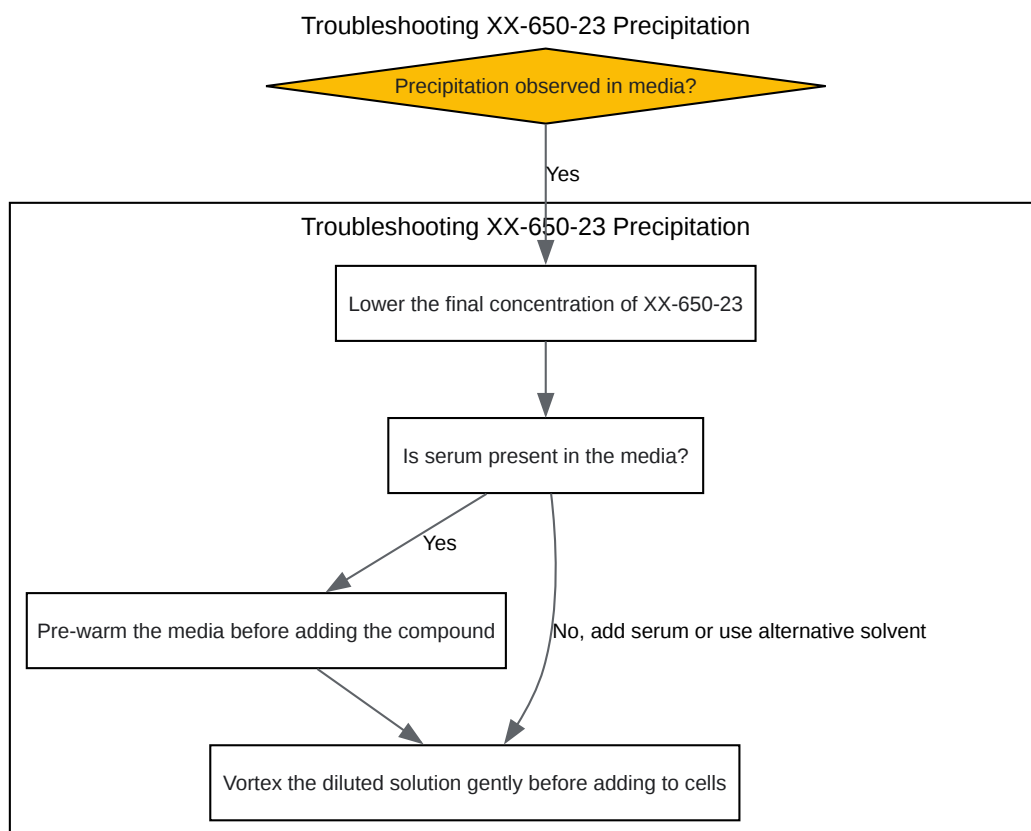 Troubleshooting XX-650-23 Precipitation
Precipitation observed in media?
Yes
Troubleshooting XX-650-23 Precipitation
Lower the final concentration of XX-650-23
Is serum present in the media?
Yes
Pre-warm the media before adding the compound
No, add serum or use alternative solvent
Vortex the diluted solution gently before adding to cells